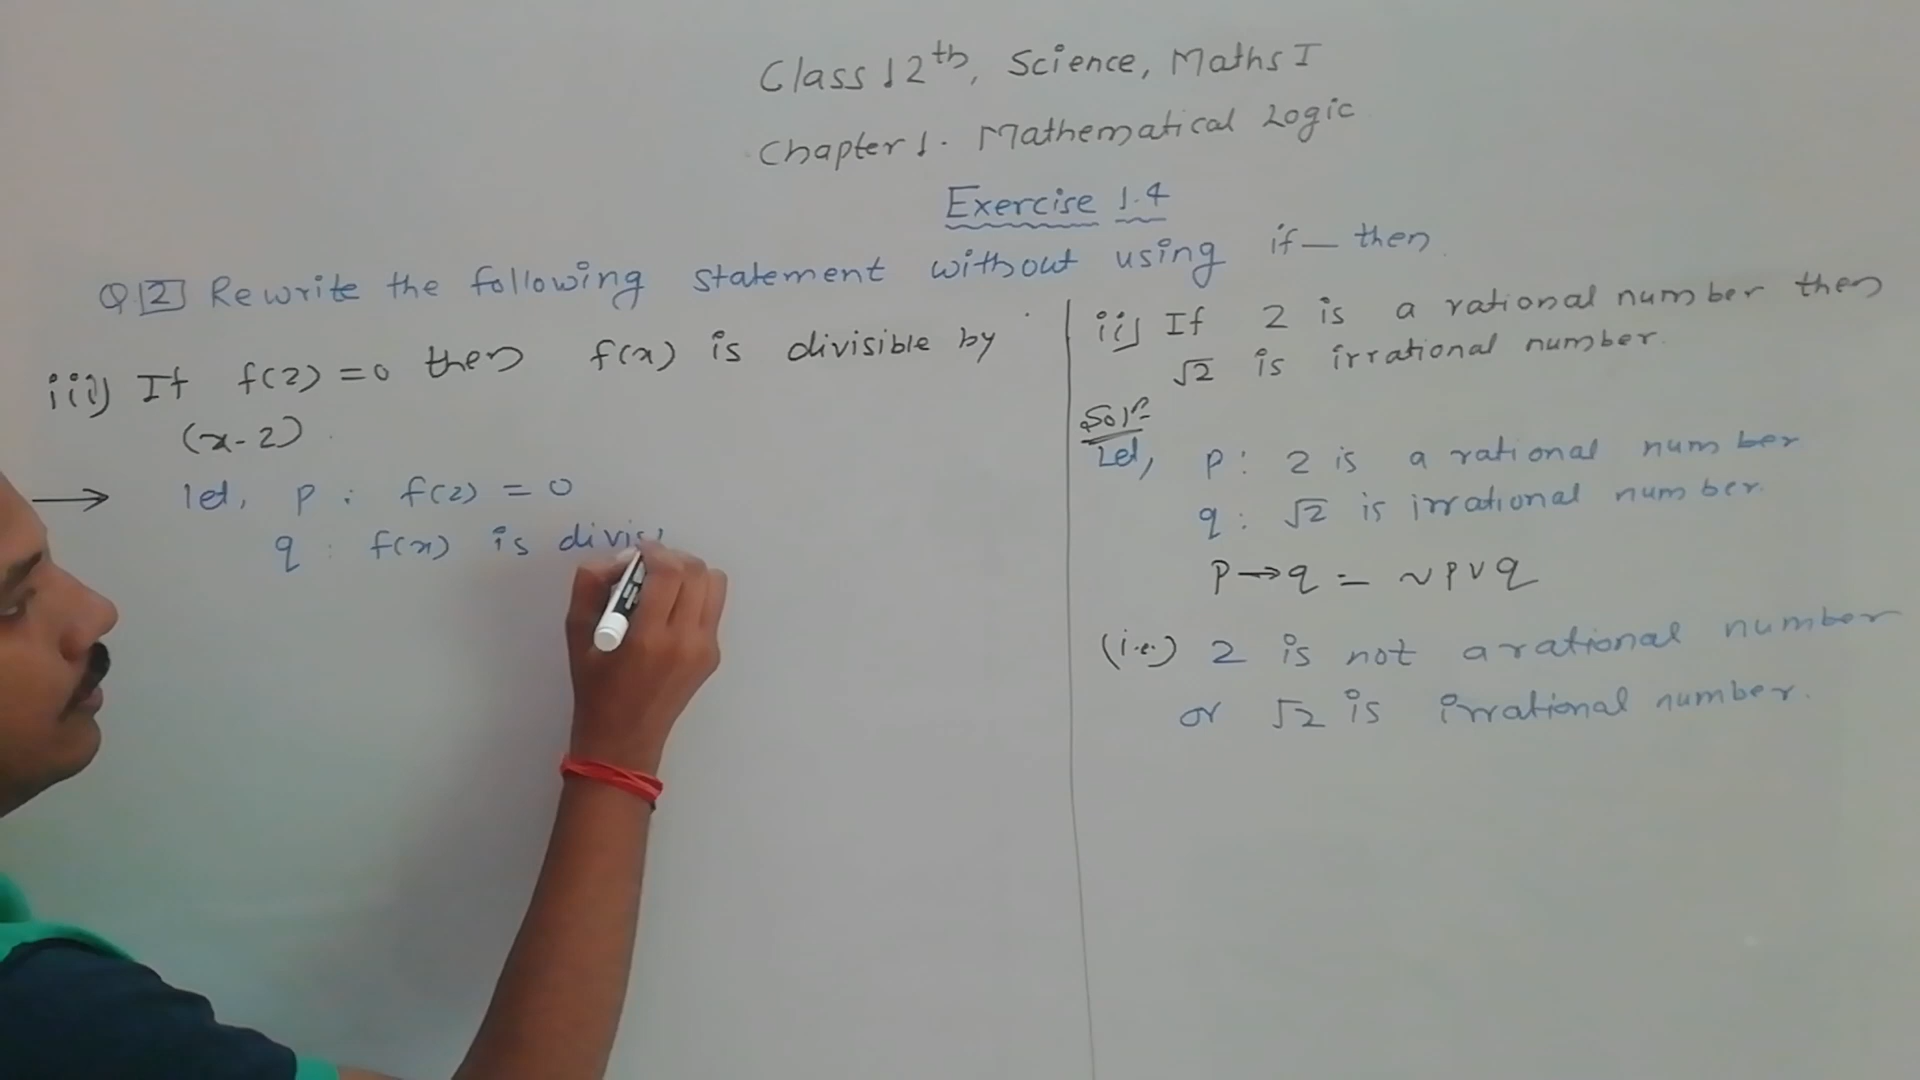 Class 12th, Science, Maths I
Chapter 1. Mathematical Logic
Exercise 1.4
Q.2 Rewrite the following statement without using if — then
iii) If f(2) = 0 then f(x) is divisible by
(x-2)
→ let, p : f(2) = 0
q : f(x) is divisi
ii) If 2 is a rational number then
√2 is irrational number.
Solⁿ
Let, p : 2 is a rational number
q : √2 is irrational number.
p → q = ~p ∨ q
(i.e.) 2 is not a rational number
or √2 is irrational number.